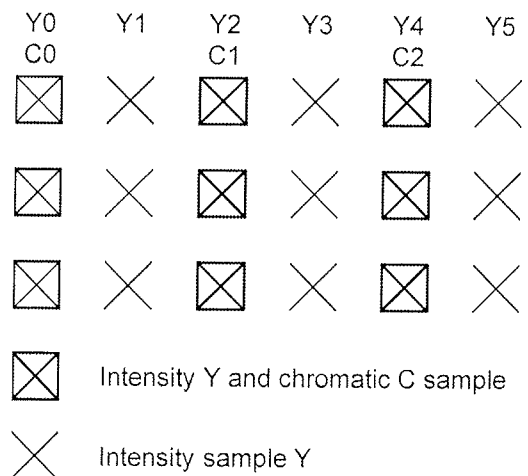 Y0 Y1 Y2 Y3 Y4 Y5
C0 C1 C2
Intensity Y and chromatic C sample
Intensity sample Y